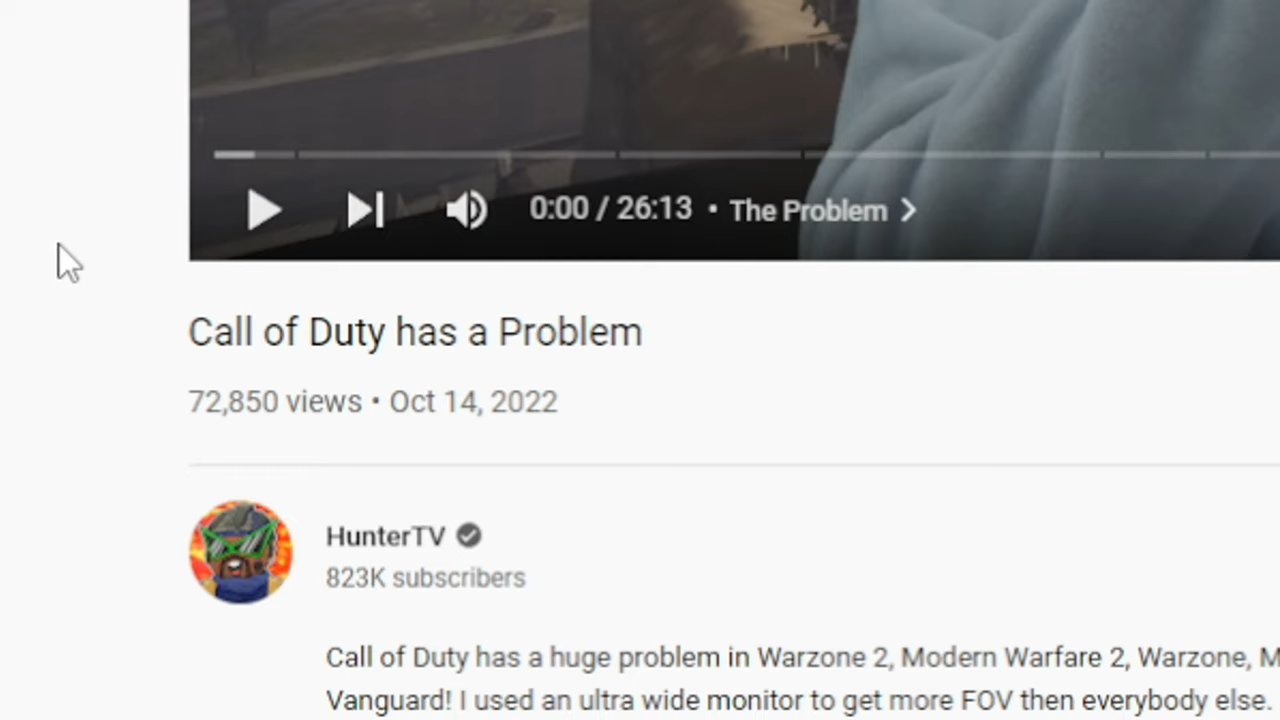 0:00 / 26:13 • The Problem
Call of Duty has a Problem
72,850 views • Oct 14, 2022
HunterTV
823K subscribers
Call of Duty has a huge problem in Warzone 2, Modern Warfare 2, Warzone, M
Vanguard! I used an ultra wide monitor to get more FOV then everybody else.